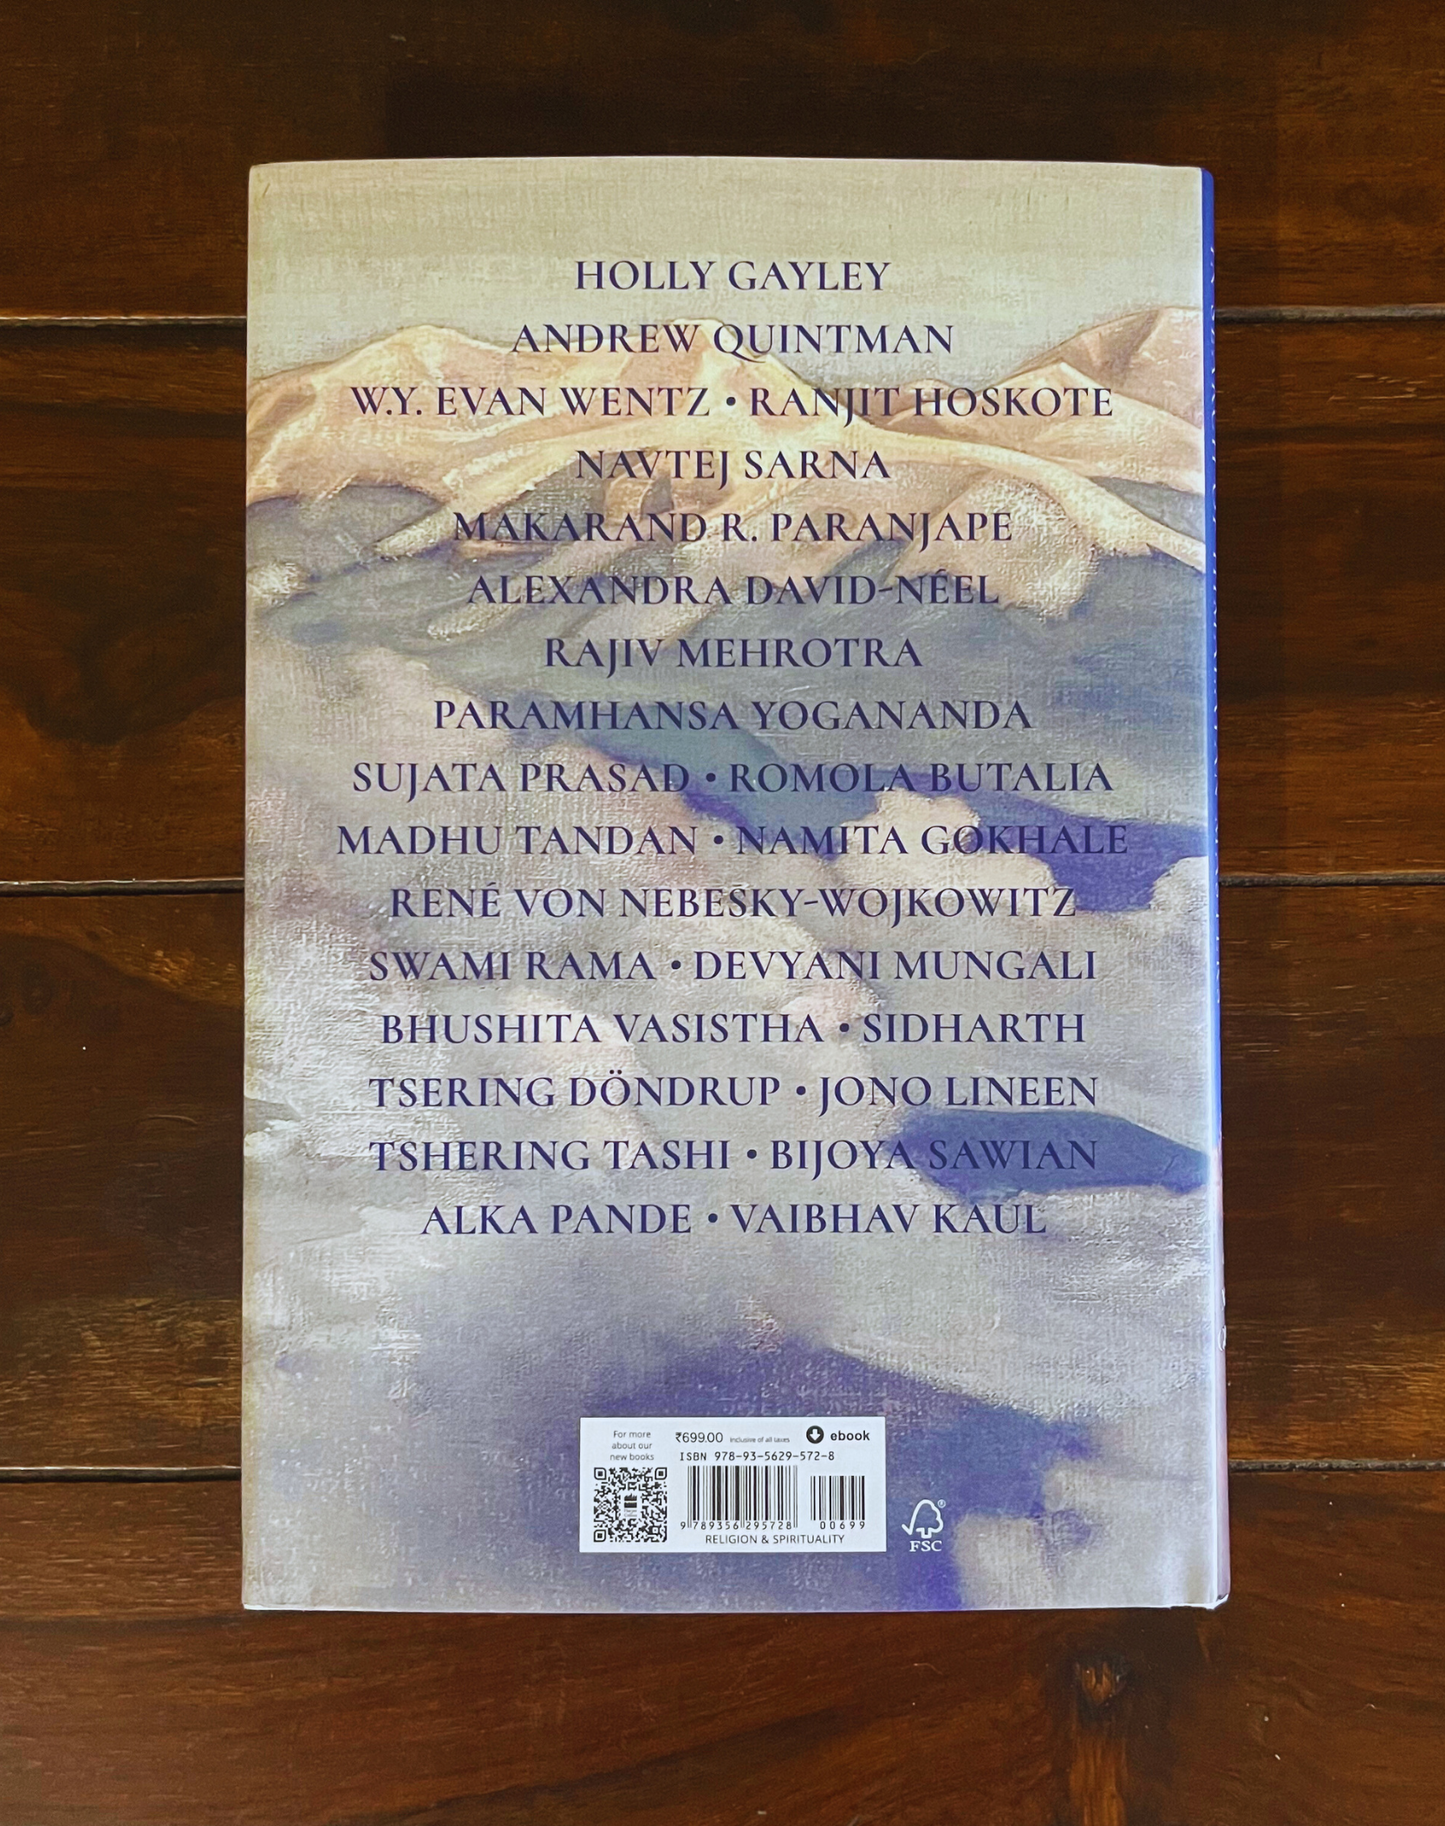 HOLLY GAYLEY
ANDREW QUINTMAN
W.Y. EVAN WENTZ • RANJIT HOSKOTE
NAVTEJ SARNA
MAKARAND R. PARANJAPE
ALEXANDRA DAVID-NÉEL
RAJIV MEHROTRA
PARAMHANSA YOGANANDA
SUJATA PRASAD • ROMOLA BUTALIA
MADHU TANDAN • NAMITA GOKHALE
RENÉ VON NEBESKY-WOJKOWITZ
SWAMI RAMA • DEVYANI MUNGALI
BHUSHITA VASISTHA • SIDHARTH
TSERING DÖNDRUP • JONO LINEEN
TSHERING TASHI • BIJOYA SAWIAN
ALKA PANDE • VAIBHAV KAUL
For more
about our
new books
₹699.00 Inclusive of all taxes
ebook
ISBN 978-93-5629-572-8
9 789356 295728
00699
RELIGION & SPIRITUALITY
FSC